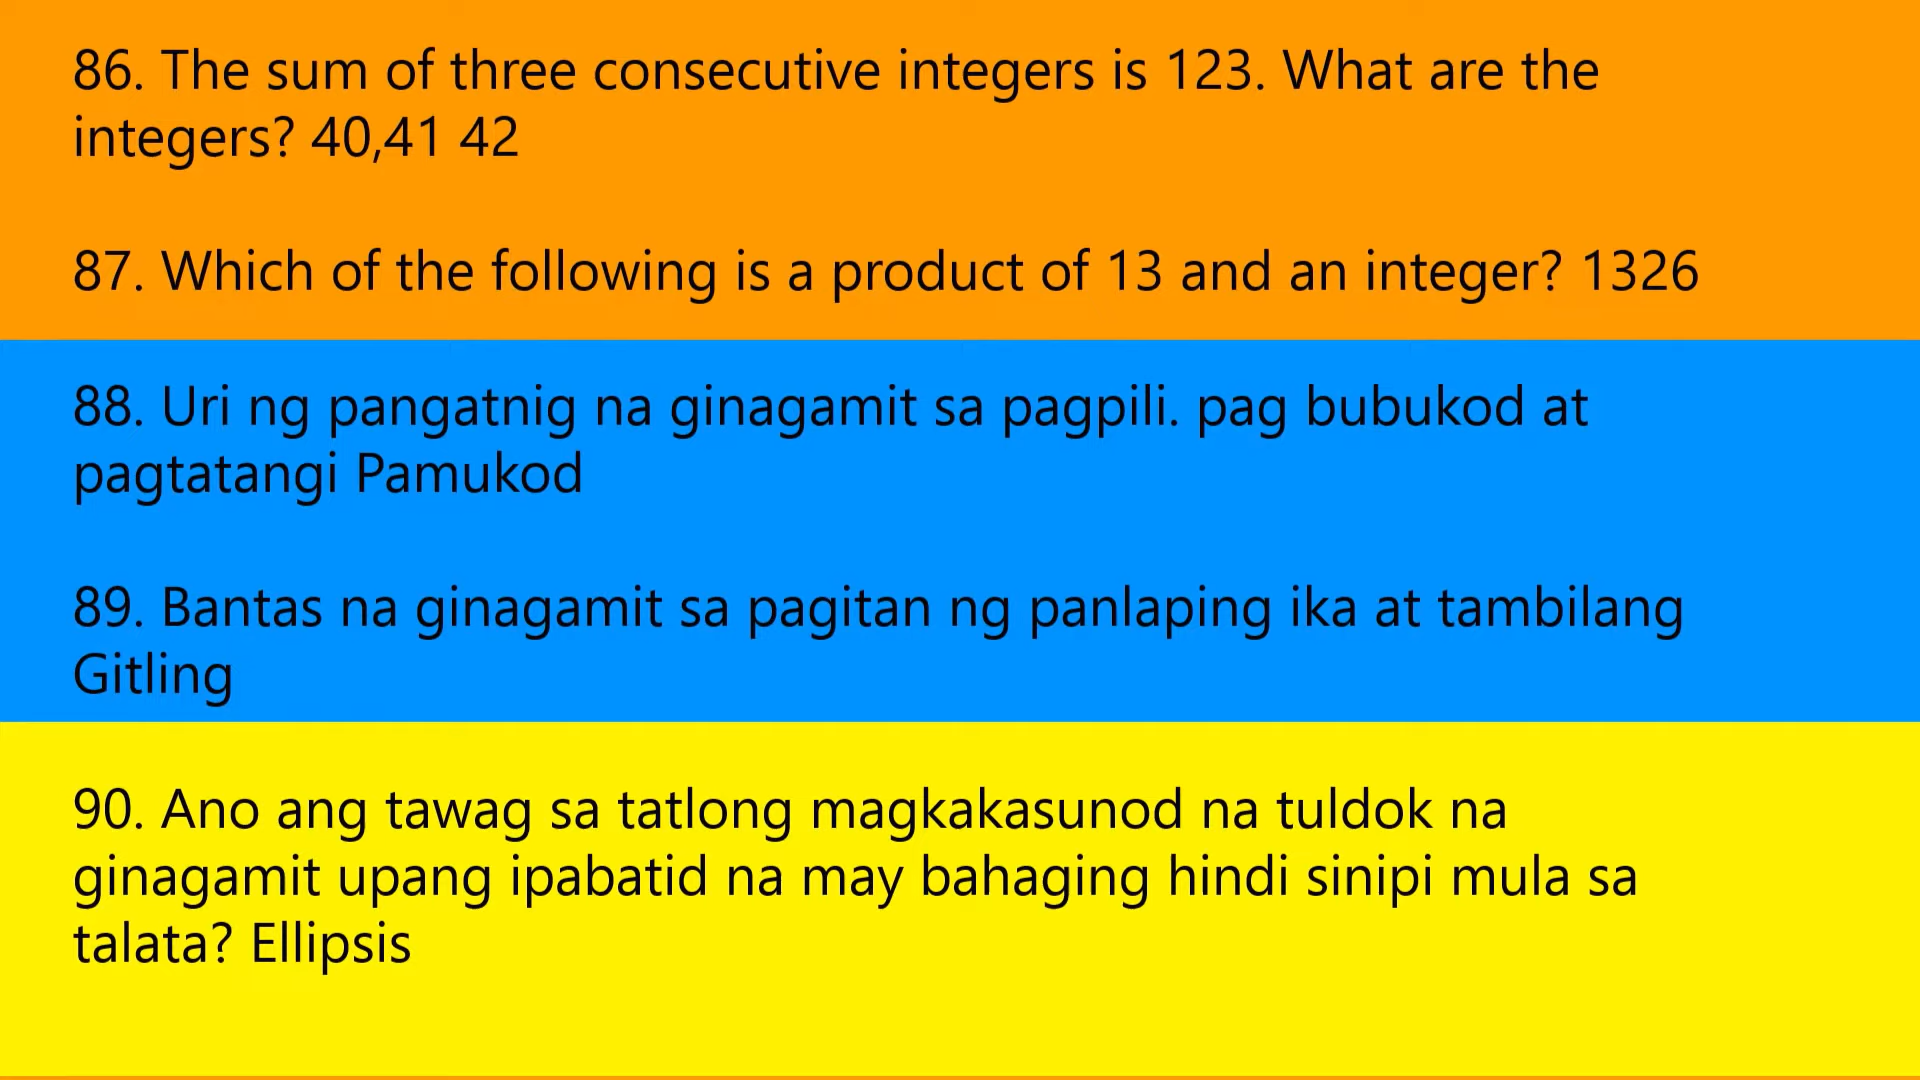 86. The sum of three consecutive integers is 123. What are the
integers? 40,41 42
87. Which of the following is a product of 13 and an integer? 1326
88. Uri ng pangatnig na ginagamit sa pagpili. pag bubukod at
pagtatangi Pamukod
89. Bantas na ginagamit sa pagitan ng panlaping ika at tambilang
Gitling
90. Ano ang tawag sa tatlong magkakasunod na tuldok na
ginagamit upang ipabatid na may bahaging hindi sinipi mula sa
talata? Ellipsis